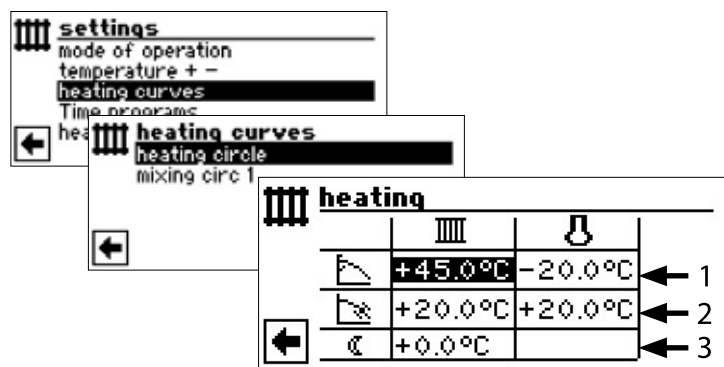 settings
mode of operation
temperature + -
heating curves
Time programs
hea
heating curves
heating circle
mixing circ 1
heating
+45.0°C -20.0°C 1
+20.0°C +20.0°C 2
+0.0°C 3